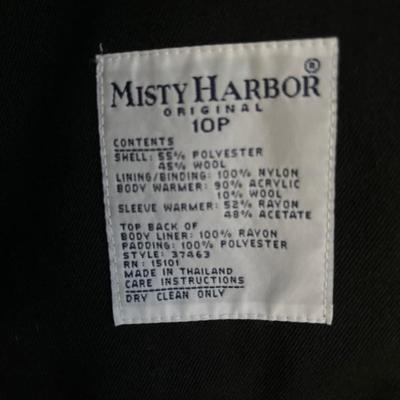 MISTY HARBOR®
ORIGINAL
10P
CONTENTS
SHELL: 55% POLYESTER
45% WOOL
LINING/BINDING: 100% NYLON
BODY WARMER: 90% ACRYLIC
10% WOOL
SLEEVE WARMER: 52% RAYON
48% ACETATE
TOP BACK OF
BODY LINER: 100% RAYON
PADDING: 100% POLYESTER
STYLE: 37463
RN: 15101
MADE IN THAILAND
CARE INSTRUCTIONS
DRY CLEAN ONLY